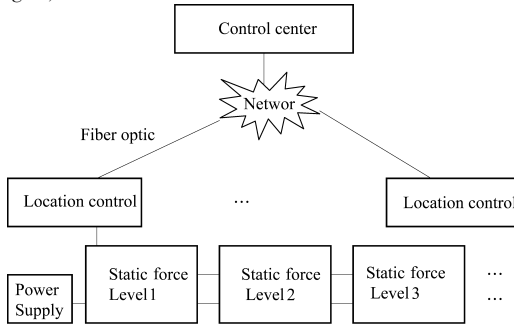 Control center
Networ
Fiber optic
Location control
...
Location control
Static force
Level 1
Static force
Level 2
Static force
Level 3
...
...
Power
Supply